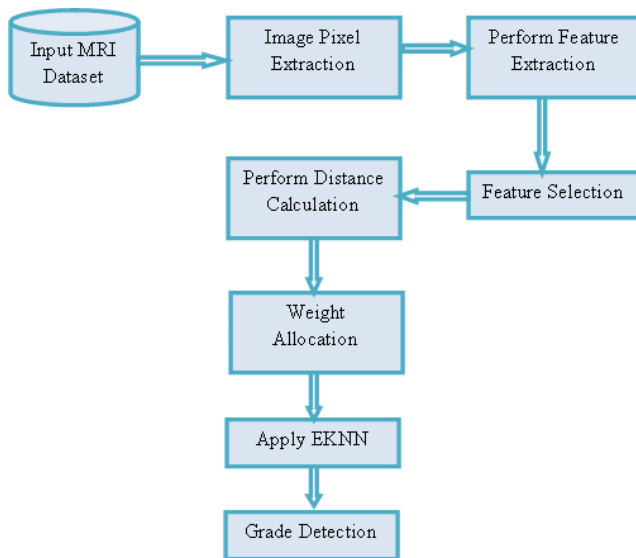 Input MRI
Dataset
Image Pixel
Extraction
Perform Feature
Extraction
Feature Selection
Perform Distance
Calculation
Weight
Allocation
Apply EKNN
Grade Detection